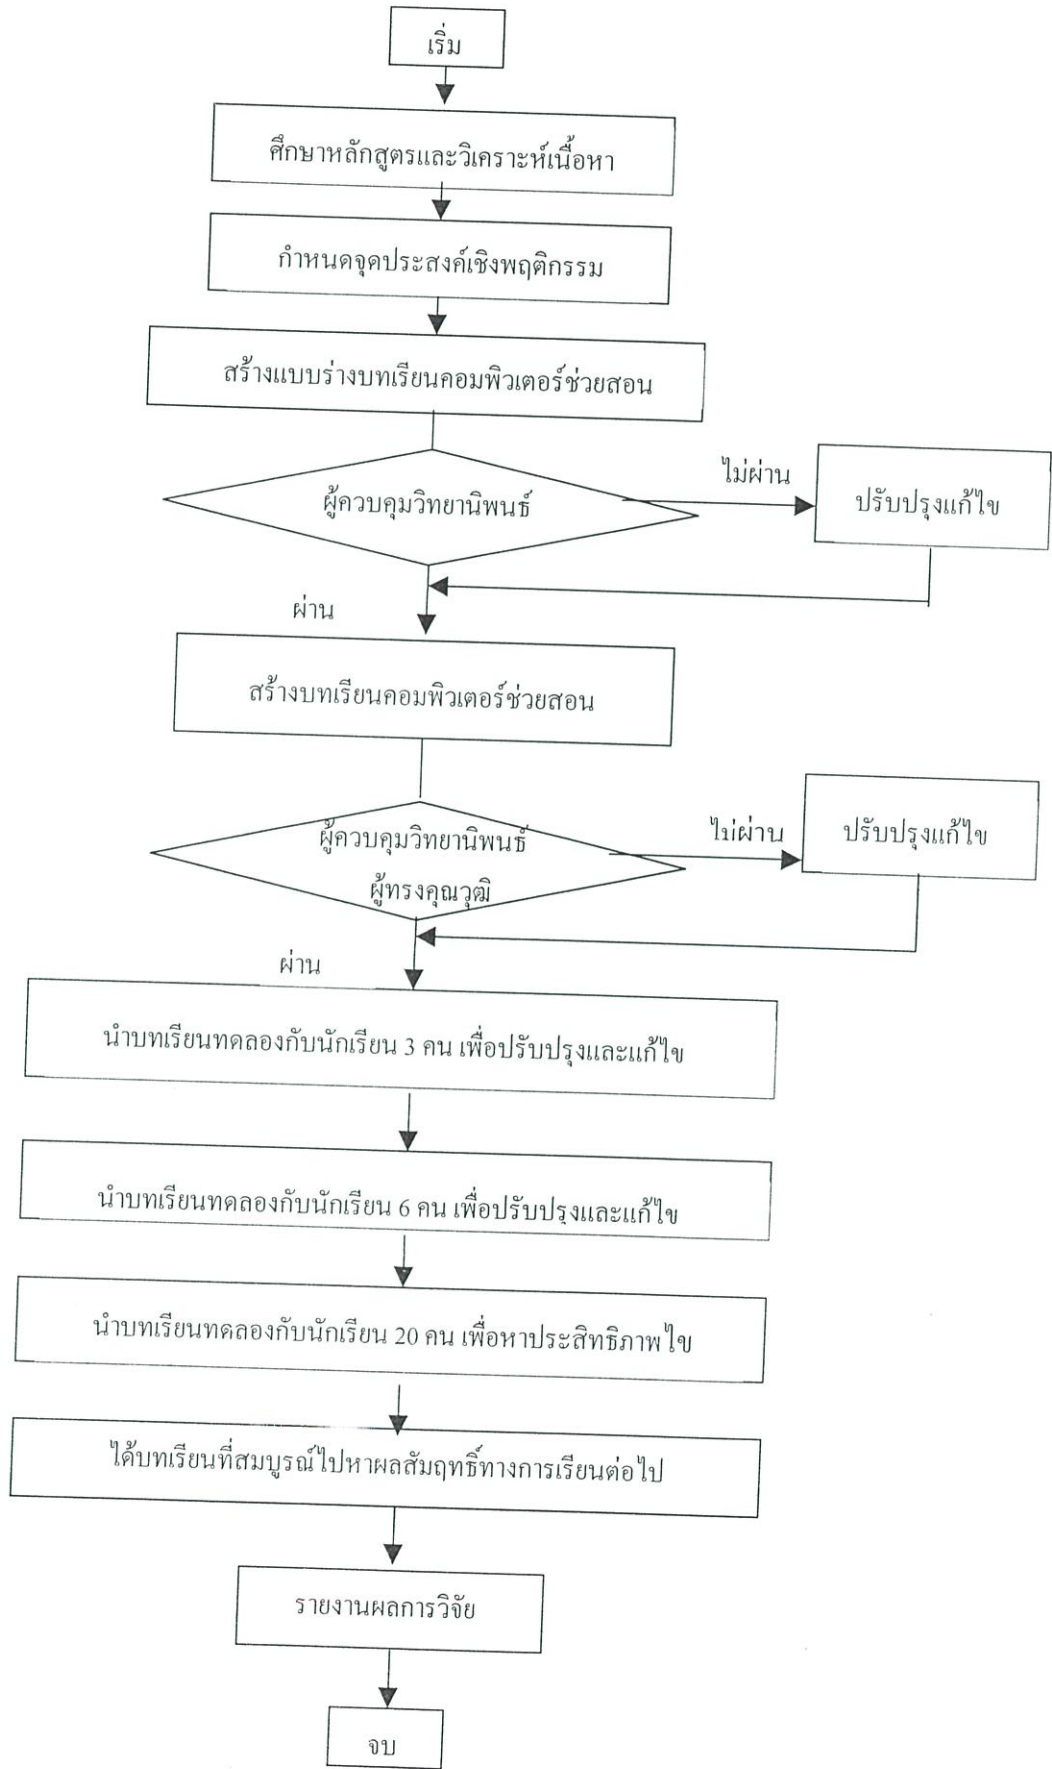 เริ่ม
ศึกษาหลักสูตรและวิเคราะห์เนื้อหา
กำหนดจุดประสงค์เชิงพฤติกรรม
สร้างแบบร่างบทเรียนคอมพิวเตอร์ช่วยสอน
ผู้ควบคุมวิทยานิพนธ์
ไม่ผ่าน
ปรับปรุงแก้ไข
ผ่าน
สร้างบทเรียนคอมพิวเตอร์ช่วยสอน
ผู้ควบคุมวิทยานิพนธ์
ผู้ทรงคุณวุฒิ
ไม่ผ่าน
ปรับปรุงแก้ไข
ผ่าน
นำบทเรียนทดลองกับนักเรียน 3 คน เพื่อปรับปรุงและแก้ไข
นำบทเรียนทดลองกับนักเรียน 6 คน เพื่อปรับปรุงและแก้ไข
นำบทเรียนทดลองกับนักเรียน 20 คน เพื่อหาประสิทธิภาพไข
ได้บทเรียนที่สมบูรณ์ไปหาผลสัมฤทธิ์ทางการเรียนต่อไป
รายงานผลการวิจัย
จบ